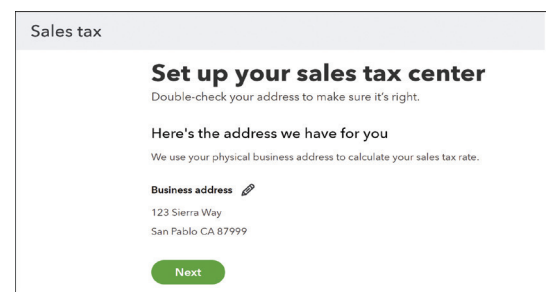 Sales tax
Set up your sales tax center
Double-check your address to make sure it's right.
Here's the address we have for you
We use your physical business address to calculate your sales tax rate.
Business address
123 Sierra Way
San Pablo CA 87999
Next